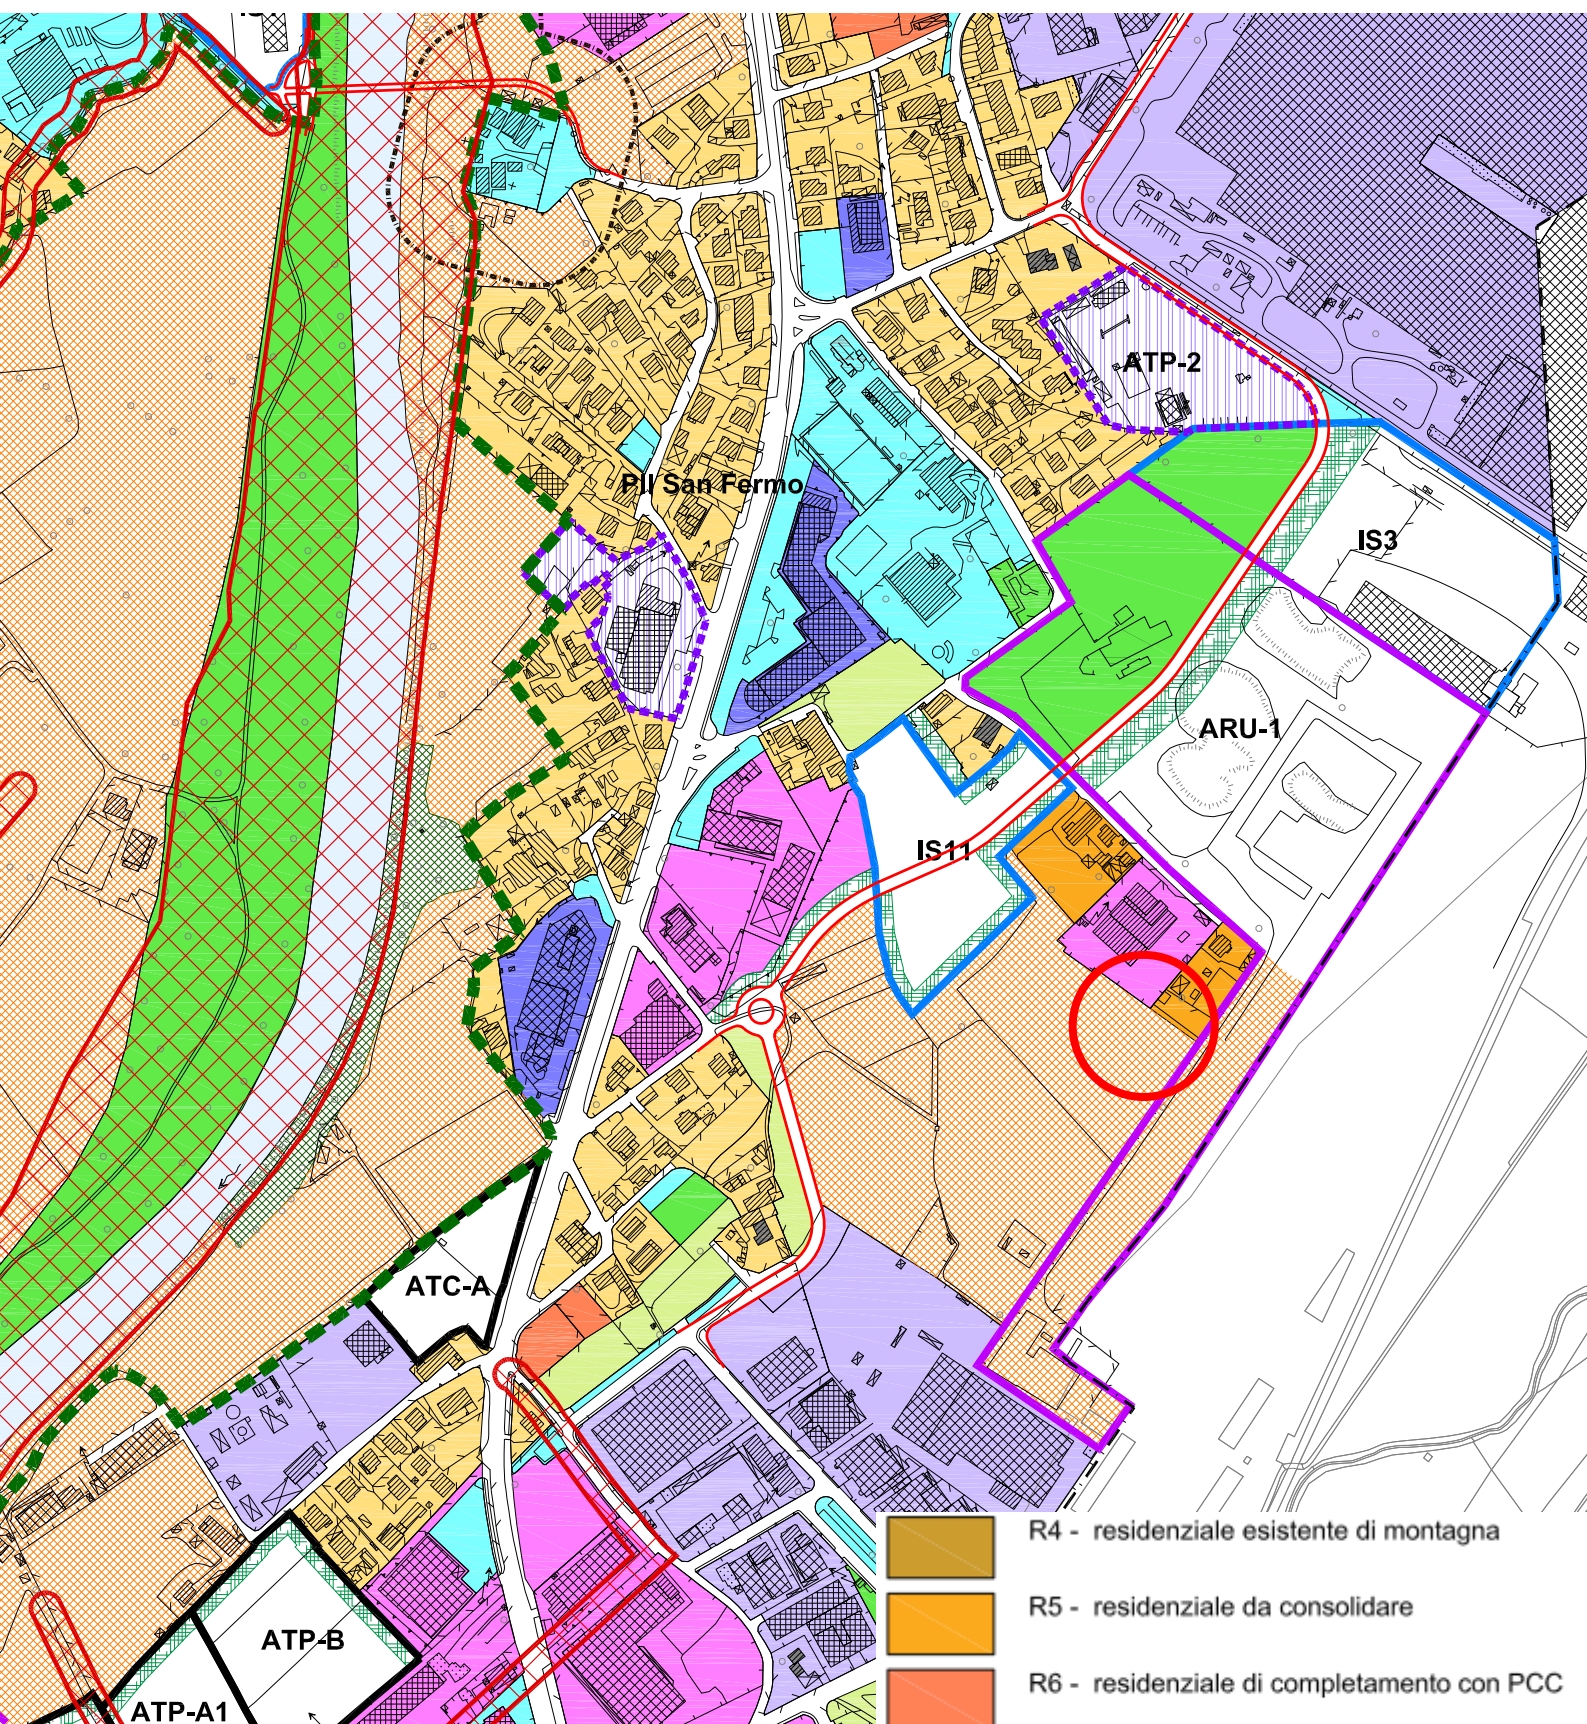 ATP-2
PII San Fermo
IS3
ARU-1
IS11
ATC-A
ATP-B
ATP-A1
R4 - residenziale esistente di montagna
R5 - residenziale da consolidare
R6 - residenziale di completamento con PCC